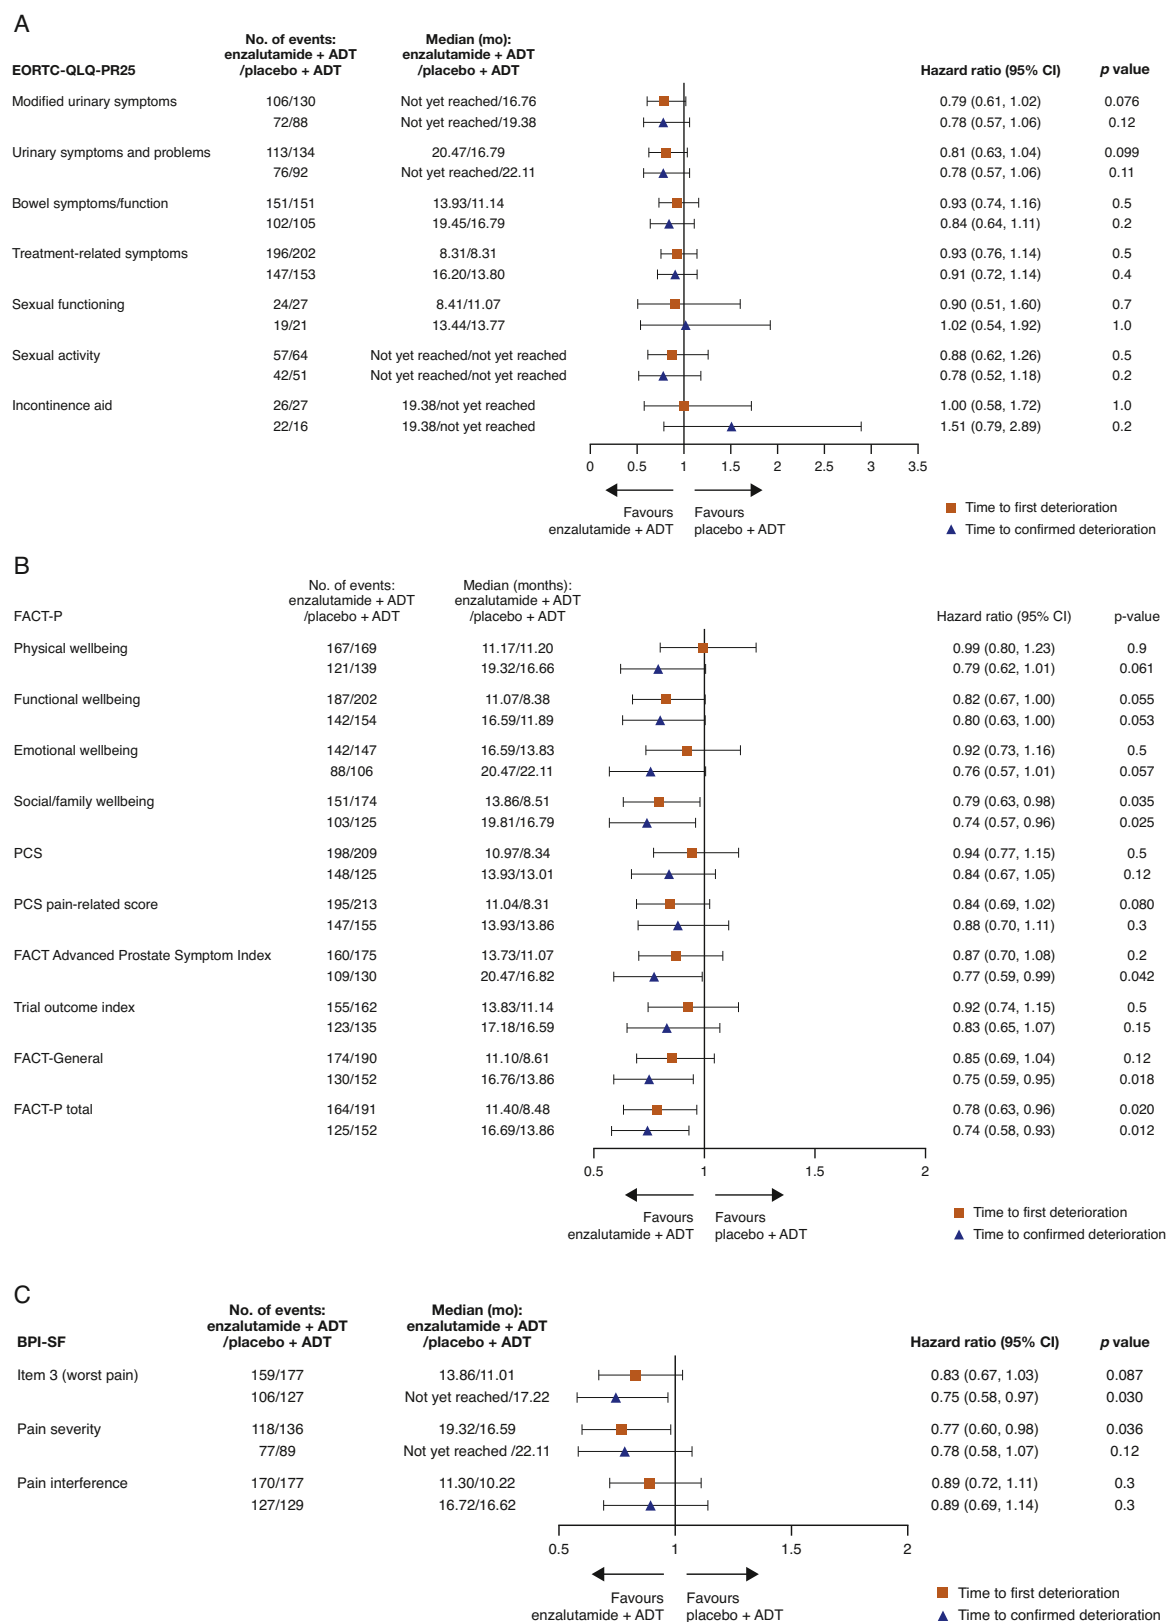 A
No. of events: Median (mo):
enzalutamide + ADT enzalutamide + ADT
EORTC-QLQ-PR25 /placebo + ADT /placebo + ADT Hazard ratio (95% CI) p value
Modified urinary symptoms 106/130 Not yet reached/16.76 0.79 (0.61, 1.02) 0.076
72/88 Not yet reached/19.38 0.78 (0.57, 1.06) 0.12
Urinary symptoms and problems 113/134 20.47/16.79 0.81 (0.63, 1.04) 0.099
76/92 Not yet reached/22.11 0.78 (0.57, 1.06) 0.11
Bowel symptoms/function 151/151 13.93/11.14 0.93 (0.74, 1.16) 0.5
102/105 19.45/16.79 0.84 (0.64, 1.11) 0.2
Treatment-related symptoms 196/202 8.31/8.31 0.93 (0.76, 1.14) 0.5
147/153 16.20/13.80 0.91 (0.72, 1.14) 0.4
Sexual functioning 24/27 8.41/11.07 0.90 (0.51, 1.60) 0.7
19/21 13.44/13.77 1.02 (0.54, 1.92) 1.0
Sexual activity 57/64 Not yet reached/not yet reached 0.88 (0.62, 1.26) 0.5
42/51 Not yet reached/not yet reached 0.78 (0.52, 1.18) 0.2
Incontinence aid 26/27 19.38/not yet reached 1.00 (0.58, 1.72) 1.0
22/16 19.38/not yet reached 1.51 (0.79, 2.89) 0.2
0 0.5 1 1.5 2 2.5 3 3.5
Favours Favours
enzalutamide + ADT placebo + ADT
Time to first deterioration
Time to confirmed deterioration
B
No. of events: Median (months):
enzalutamide + ADT enzalutamide + ADT
FACT-P /placebo + ADT /placebo + ADT Hazard ratio (95% CI) p-value
Physical wellbeing 167/169 11.17/11.20 0.99 (0.80, 1.23) 0.9
121/139 19.32/16.66 0.79 (0.62, 1.01) 0.061
Functional wellbeing 187/202 11.07/8.38 0.82 (0.67, 1.00) 0.055
142/154 16.59/11.89 0.80 (0.63, 1.00) 0.053
Emotional wellbeing 142/147 16.59/13.83 0.92 (0.73, 1.16) 0.5
88/106 20.47/22.11 0.76 (0.57, 1.01) 0.057
Social/family wellbeing 151/174 13.86/8.51 0.79 (0.63, 0.98) 0.035
103/125 19.81/16.79 0.74 (0.57, 0.96) 0.025
PCS 198/209 10.97/8.34 0.94 (0.77, 1.15) 0.5
148/125 13.93/13.01 0.84 (0.67, 1.05) 0.12
PCS pain-related score 195/213 11.04/8.31 0.84 (0.69, 1.02) 0.080
147/155 13.93/13.86 0.88 (0.70, 1.11) 0.3
FACT Advanced Prostate Symptom Index 160/175 13.73/11.07 0.87 (0.70, 1.08) 0.2
109/130 20.47/16.82 0.77 (0.59, 0.99) 0.042
Trial outcome index 155/162 13.83/11.14 0.92 (0.74, 1.15) 0.5
123/135 17.18/16.59 0.83 (0.65, 1.07) 0.15
FACT-General 174/190 11.10/8.61 0.85 (0.69, 1.04) 0.12
130/152 16.76/13.86 0.75 (0.59, 0.95) 0.018
FACT-P total 164/191 11.40/8.48 0.78 (0.63, 0.96) 0.020
125/152 16.69/13.86 0.74 (0.58, 0.93) 0.012
0.5 1 1.5 2
Favours Favours
enzalutamide + ADT placebo + ADT
Time to first deterioration
Time to confirmed deterioration
C
No. of events: Median (mo):
enzalutamide + ADT enzalutamide + ADT
BPI-SF /placebo + ADT /placebo + ADT Hazard ratio (95% CI) p value
Item 3 (worst pain) 159/177 13.86/11.01 0.83 (0.67, 1.03) 0.087
106/127 Not yet reached/17.22 0.75 (0.58, 0.97) 0.030
Pain severity 118/136 19.32/16.59 0.77 (0.60, 0.98) 0.036
77/89 Not yet reached /22.11 0.78 (0.58, 1.07) 0.12
Pain interference 170/177 11.30/10.22 0.89 (0.72, 1.11) 0.3
127/129 16.72/16.62 0.89 (0.69, 1.14) 0.3
0.5 1 1.5 2
Favours Favours
enzalutamide + ADT placebo + ADT
Time to first deterioration
Time to confirmed deterioration